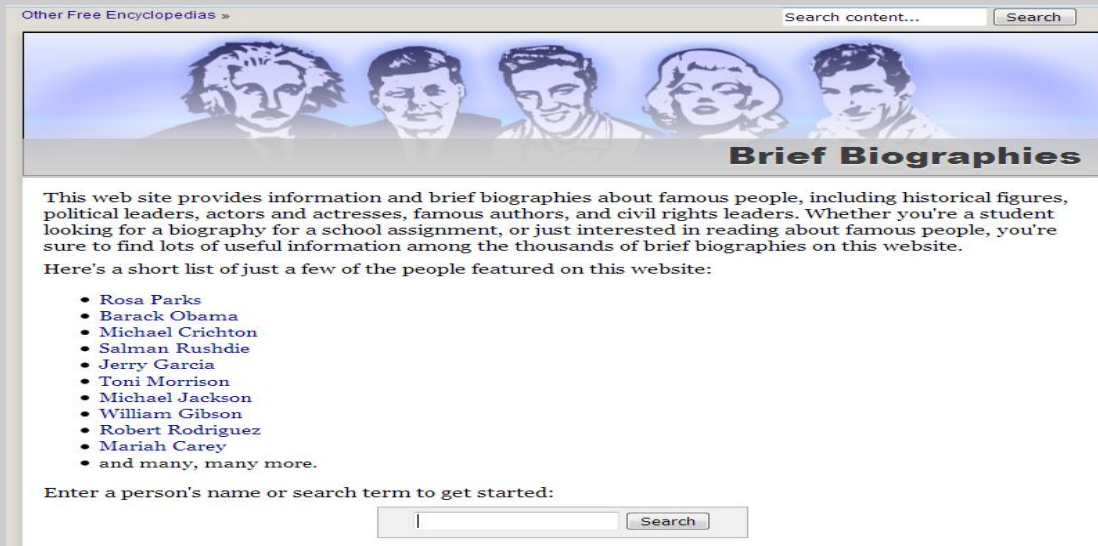 Other Free Encyclopedias »
Search content... Search
Brief Biographies
This web site provides information and brief biographies about famous people, including historical figures,
political leaders, actors and actresses, famous authors, and civil rights leaders. Whether you're a student
looking for a biography for a school assignment, or just interested in reading about famous people, you're
sure to find lots of useful information among the thousands of brief biographies on this website.
Here's a short list of just a few of the people featured on this website:
• Rosa Parks
• Barack Obama
• Michael Crichton
• Salman Rushdie
• Jerry Garcia
• Toni Morrison
• Michael Jackson
• William Gibson
• Robert Rodriguez
• Mariah Carey
• and many, many more.
Enter a person's name or search term to get started:
Search